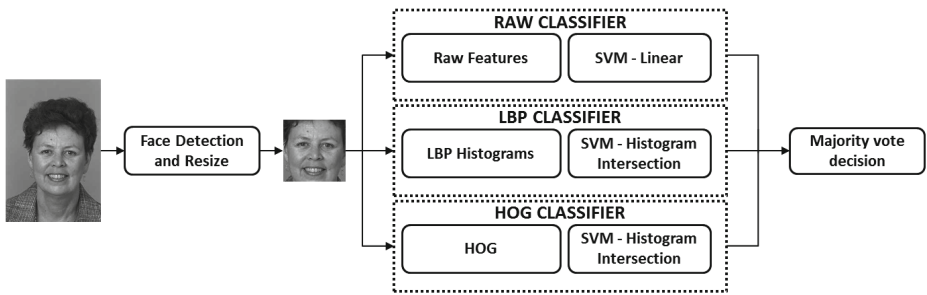 RAW CLASSIFIER
Raw Features
SVM - Linear
Face Detection
and Resize
LBP CLASSIFIER
LBP Histograms
SVM - Histogram
Intersection
HOG CLASSIFIER
HOG
SVM - Histogram
Intersection
Majority vote
decision